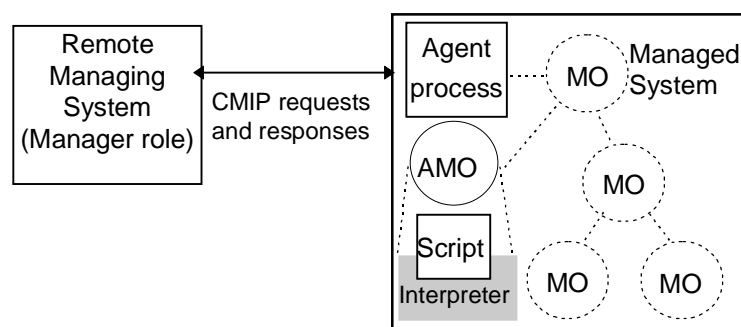 Remote
Managing
System
(Manager role)
CMIP requests
and responses
Agent
process
MO
Managed
System
AMO
MO
Script
Interpreter
MO
MO